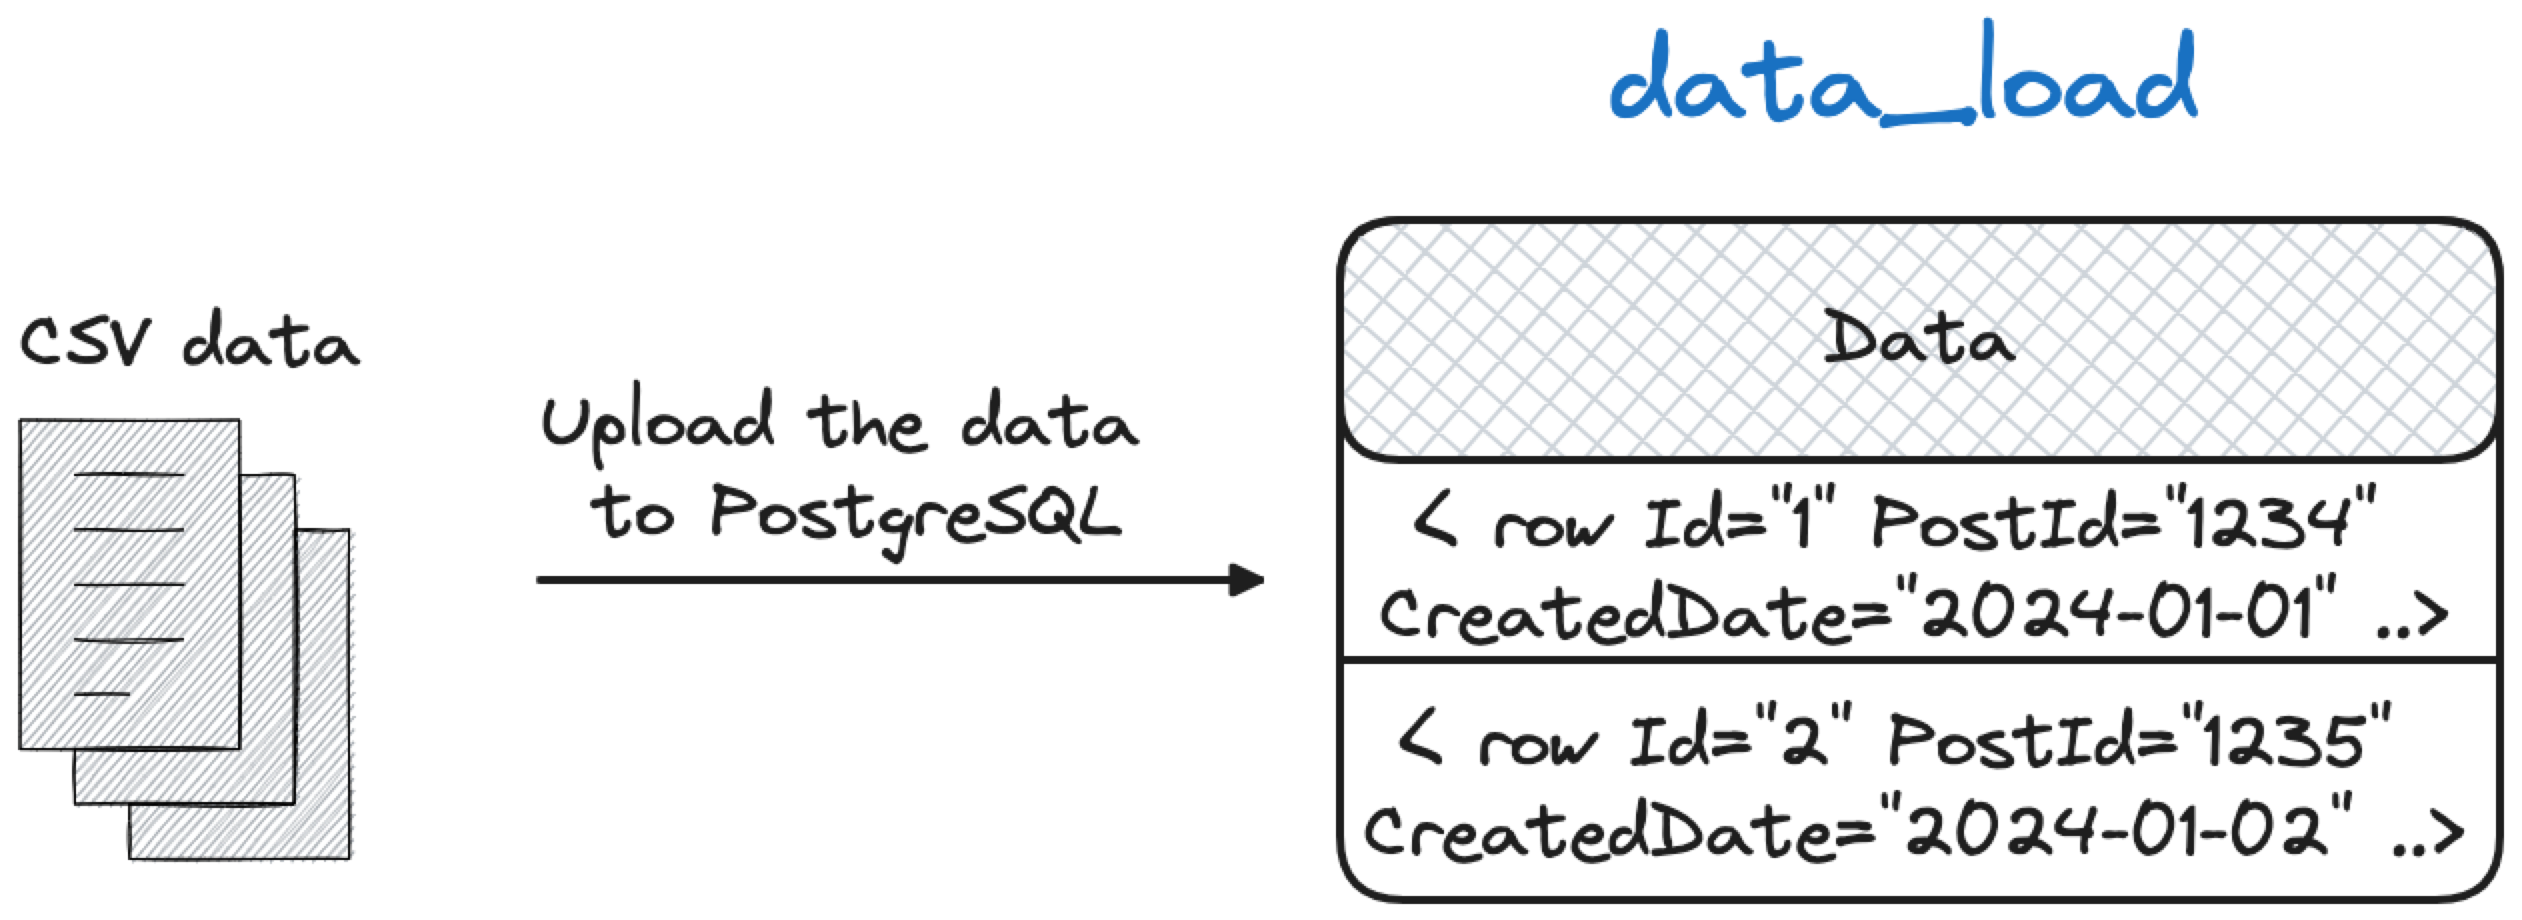 data_load
CSV data
Upload the data
to PostgreSQL
Data
< row Id="1" PostId="1234"
CreatedDate="2024-01-01" ..>
< row Id="2" PostId="1235"
CreatedDate="2024-01-02" ..>